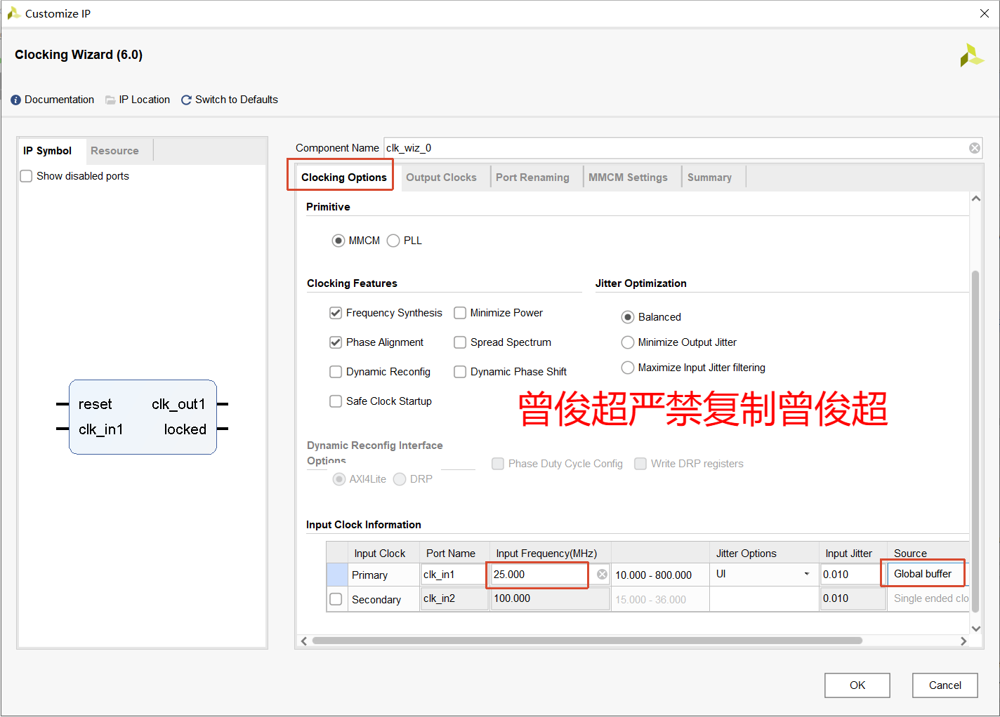 Customize IP
Clocking Wizard (6.0)
Documentation IP Location Switch to Defaults
IP Symbol Resource
Show disabled ports
reset clk_out1
clk_in1 locked
Component Name clk_wiz_0
Clocking Options Output Clocks Port Renaming MMCM Settings Summary
Primitive
MMCM PLL
Clocking Features Jitter Optimization
Frequency Synthesis Minimize Power Balanced
Phase Alignment Spread Spectrum Minimize Output Jitter
Dynamic Reconfig Dynamic Phase Shift Maximize Input Jitter filtering
Safe Clock Startup
曾俊超严禁复制曾俊超
Dynamic Reconfig Interface
Options
Phase Duty Cycle Config Write DRP registers
AXI4Lite DRP
Input Clock Information
Input Clock Port Name Input Frequency(MHz) Jitter Options Input Jitter Source
Primary clk_in1 25.000 10.000 - 800.000 UI 0.010 Global buffer
Secondary clk_in2 100.000 15.000 - 36.000 0.010 Single ended clo
OK Cancel